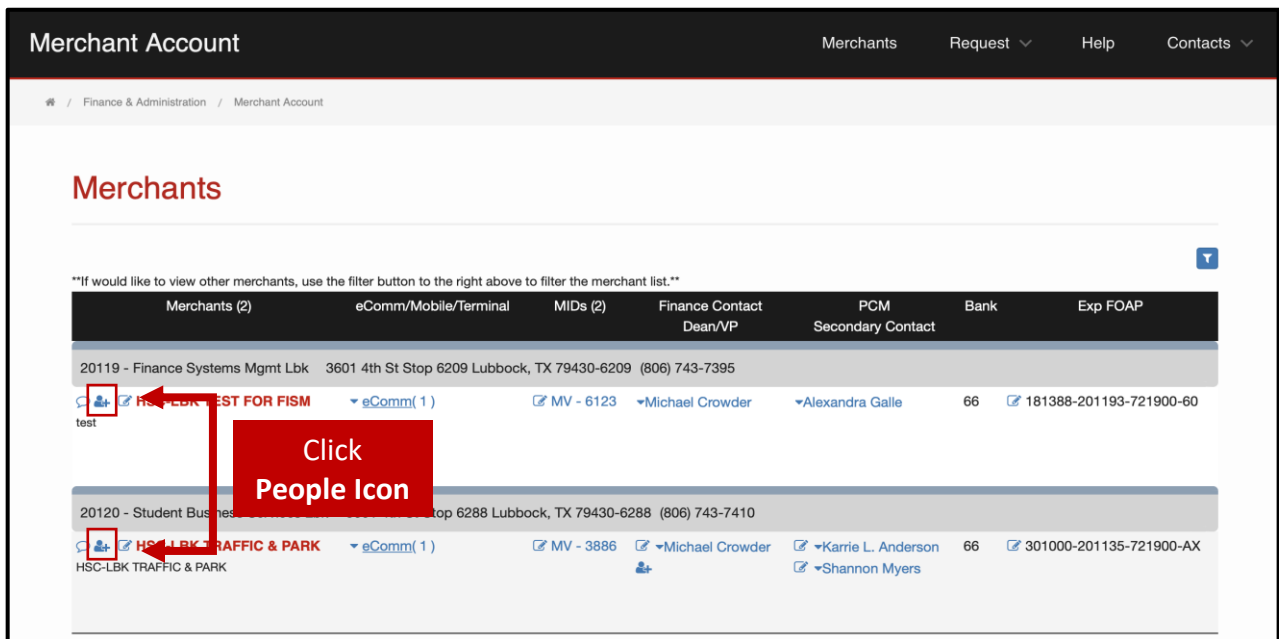 Merchant Account Merchants Request Help Contacts
/ Finance & Administration / Merchant Account
Merchants
**If would like to view other merchants, use the filter button to the right above to filter the merchant list.**
Merchants (2) eComm/Mobile/Terminal MIDs (2) Finance Contact PCM Bank Exp FOAP
Dean/VP Secondary Contact
20119 - Finance Systems Mgmt Lbk 3601 4th St Stop 6209 Lubbock, TX 79430-6209 (806) 743-7395
TEST FOR FISM eComm( 1 ) MV - 6123 Michael Crowder Alexandra Galle 66 181388-201193-721900-60
test
Click
People Icon
20120 - Student 6288 Lubbock, TX 79430-6288 (806) 743-7410
TRAFFIC & PARK eComm( 1 ) MV - 3886 Michael Crowder Karrie L. Anderson 66 301000-201135-721900-AX
HSC-LBK TRAFFIC & PARK Shannon Myers